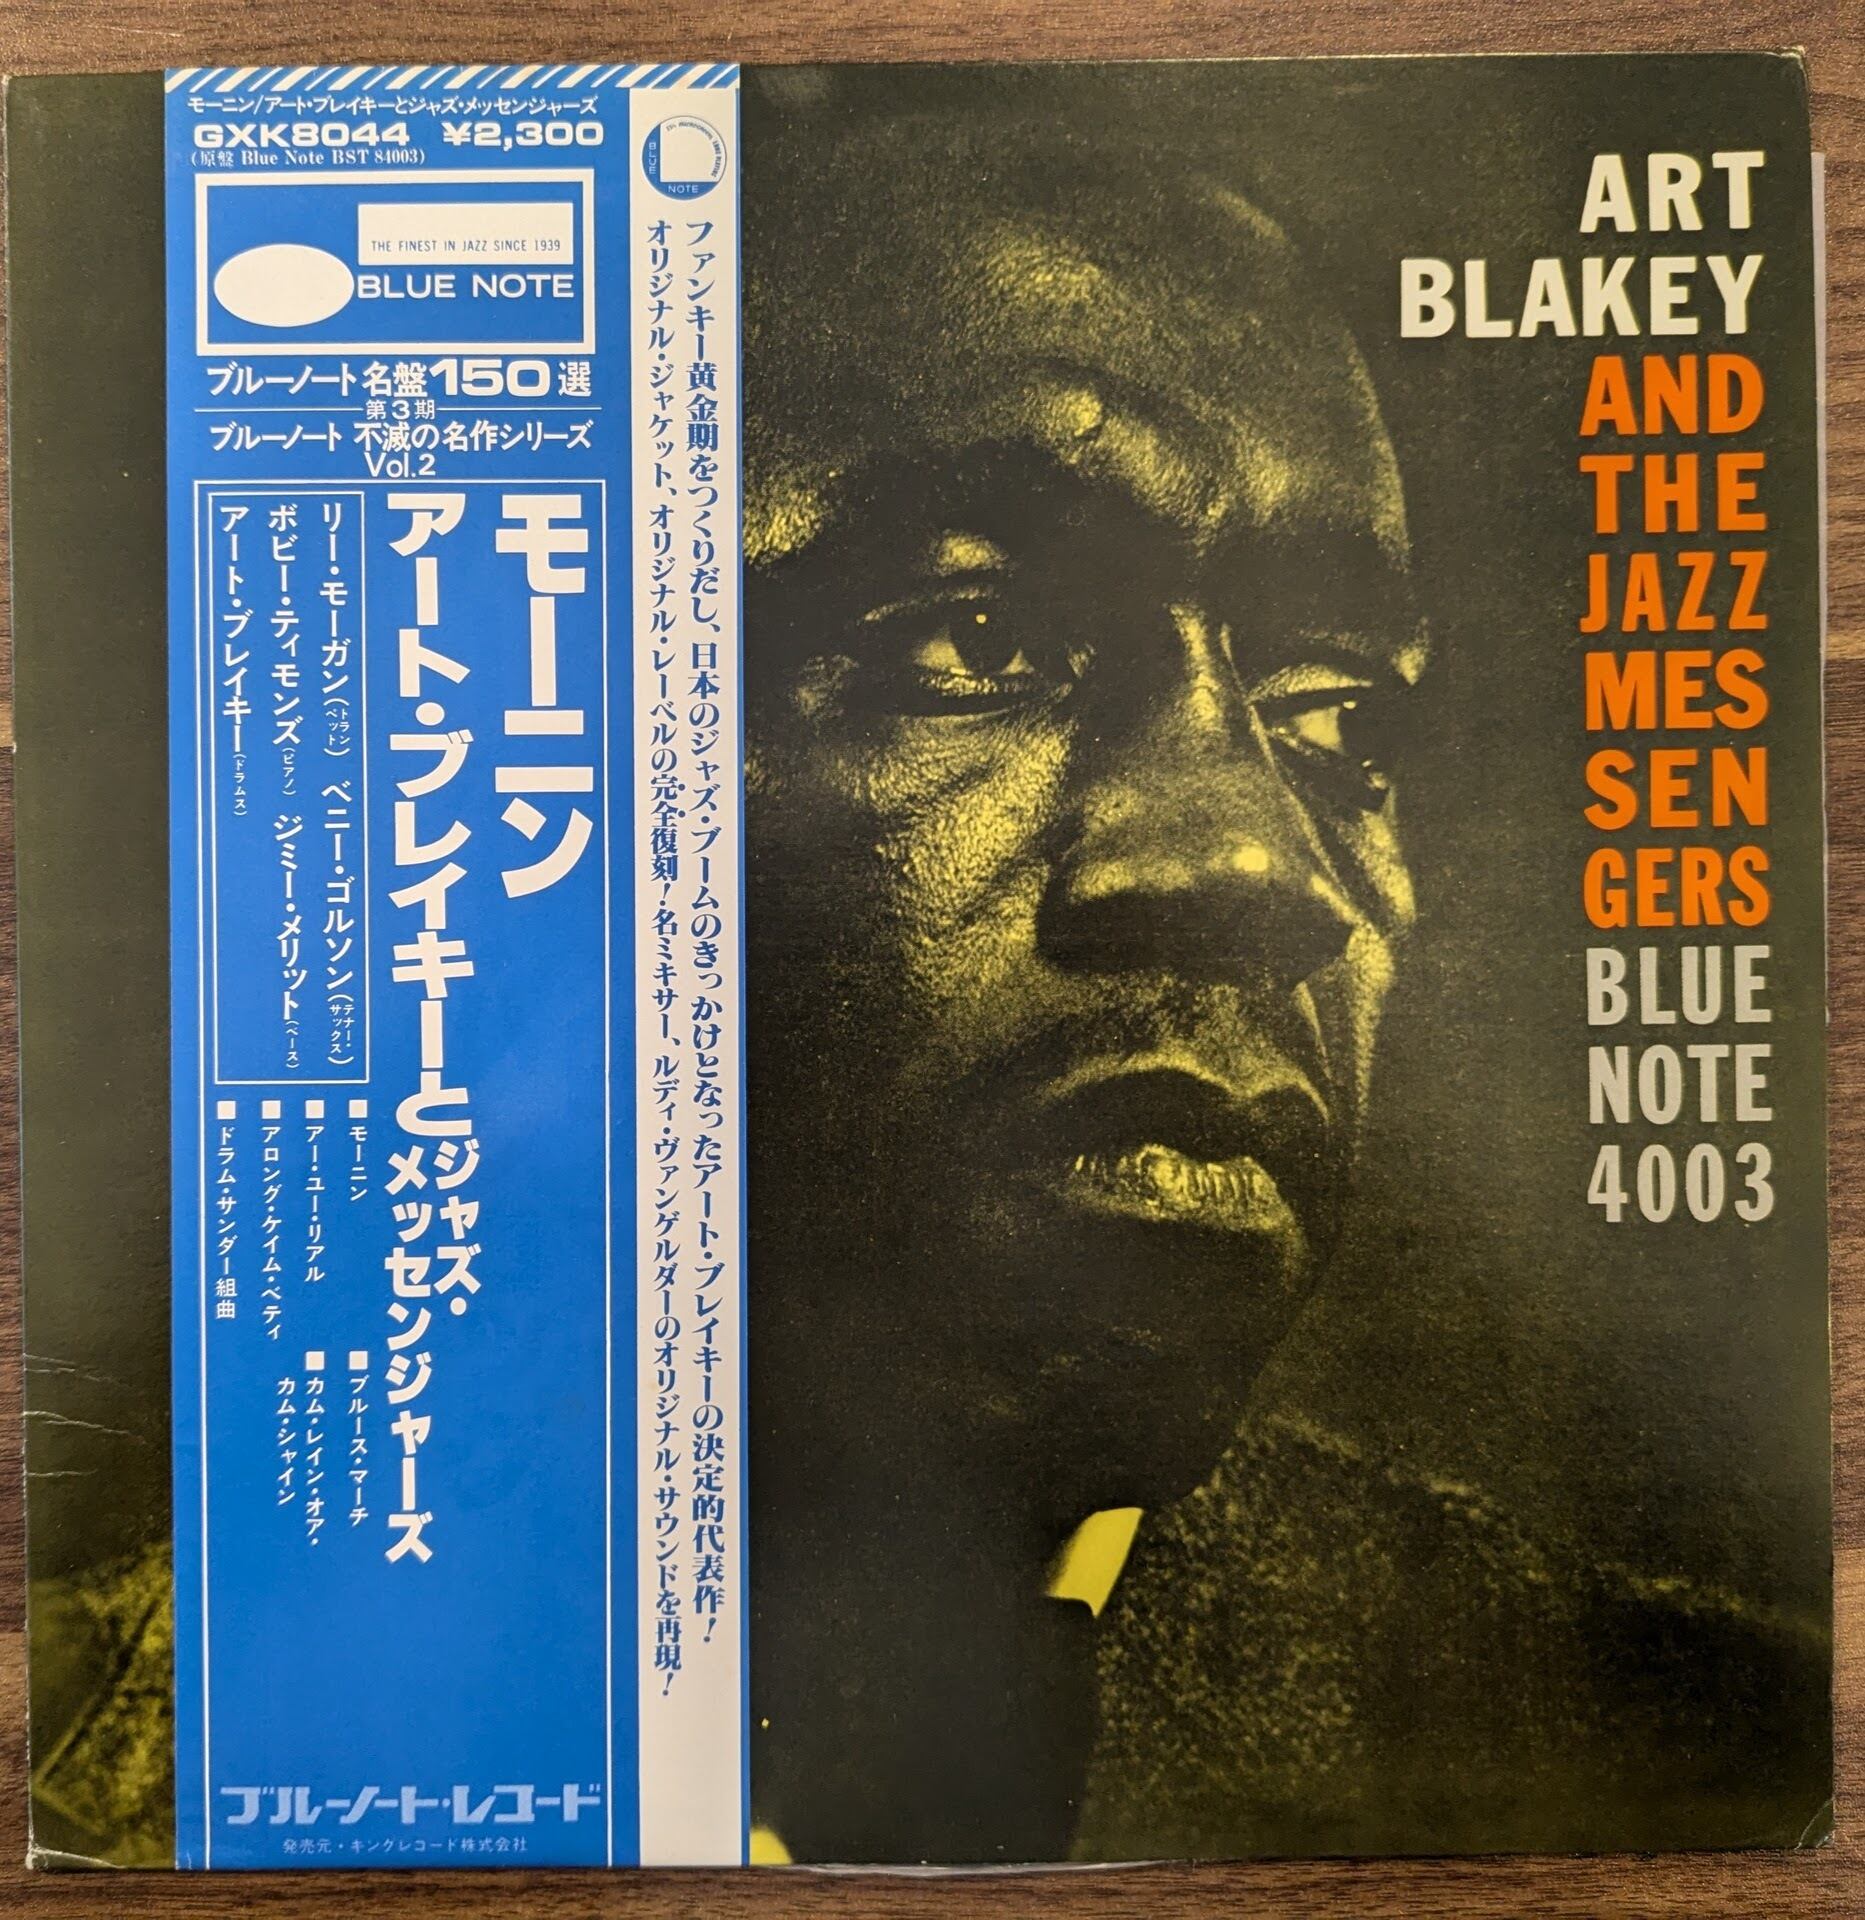 モーニン/アート・ブレイキーとジャズ・メッセンジャーズ
GXK8044 ¥2,300
(原盤 Blue Note BST 84003)
THE FINEST IN JAZZ SINCE 1939
BLUE NOTE
ブルーノート名盤150選
第3期
ブルーノート 不滅の名作シリーズ
Vol.2
モーニン
アート・ブレイキーとジャズ・メッセンジャーズ
リー・モーガン(トランペット) ベニー・ゴルソン(テナー・サックス)
ボビー・ティモンズ(ピアノ) ジミー・メリット(ベース)
アート・ブレイキー(ドラムス)
■モーニン
■アー・ユー・リアル
■アロング・ケイム・ベティ
■ドラム・サンダー組曲
■ブルース・マーチ
■カム・レイン・オア・
カム・シャイン
ブルーノート・レコード
発売元・キングレコード株式会社
BLUE
NOTE
ファンキー黄金期をつくりだし、日本のジャズ・ブームのきっかけとなったアート・ブレイキーの決定的代表作!
オリジナル・ジャケット、オリジナル・レーベルの完全復刻!名ミキサー、ルディ・ヴァンゲルダーのオリジナル・サウンドを再現!
ART
BLAKEY
AND
THE
JAZZ
MES
SEN
GERS
BLUE
NOTE
4003